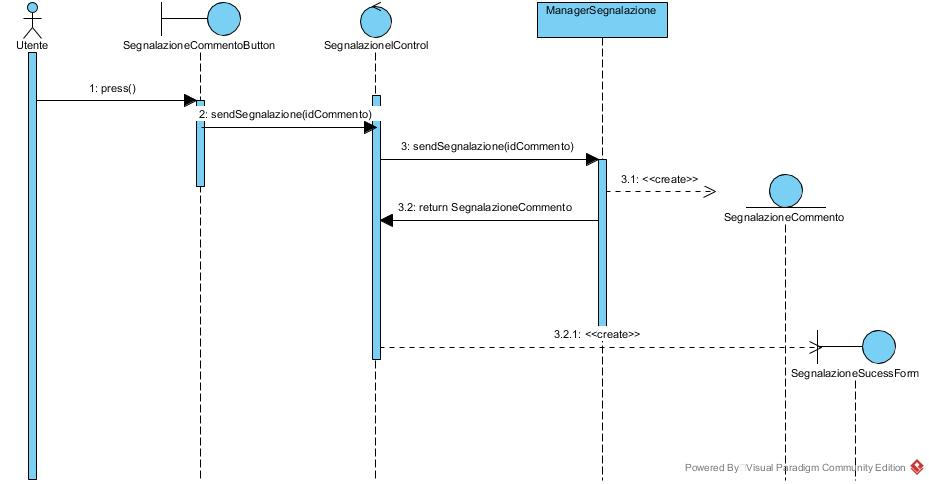 ManagerSegnalazione
Utente
SegnalazioneCommentoButton
SegnalazionelControl
1: press()
2: sendSegnalazione(idCommento)
3: sendSegnalazione(idCommento)
3.1: <<create>>
3.2: return SegnalazioneCommento
SegnalazioneCommento
3.2.1: <<create>>
SegnalazioneSucessForm
Powered By Visual Paradigm Community Edition